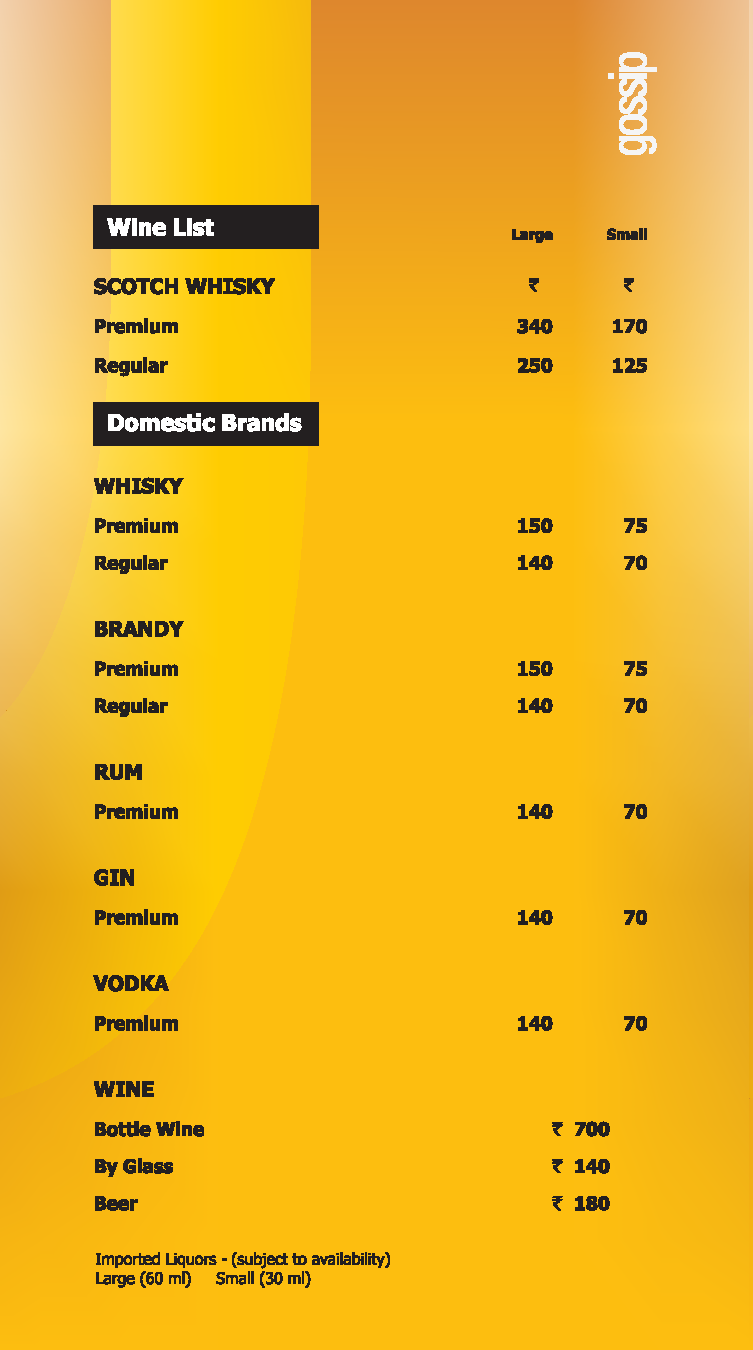 gossip
Wine List
Large Small
SCOTCH WHISKY ₹ ₹
Premium 340 170
Regular 250 125
Domestic Brands
WHISKY
Premium 150 75
Regular 140 70
BRANDY
Premium 150 75
Regular 140 70
RUM
Premium 140 70
GIN
Premium 140 70
VODKA
Premium 140 70
WINE
Bottle Wine ₹ 700
By Glass ₹ 140
Beer ₹ 180
Imported Liquors - (subject to availability)
Large (60 ml) Small (30 ml)